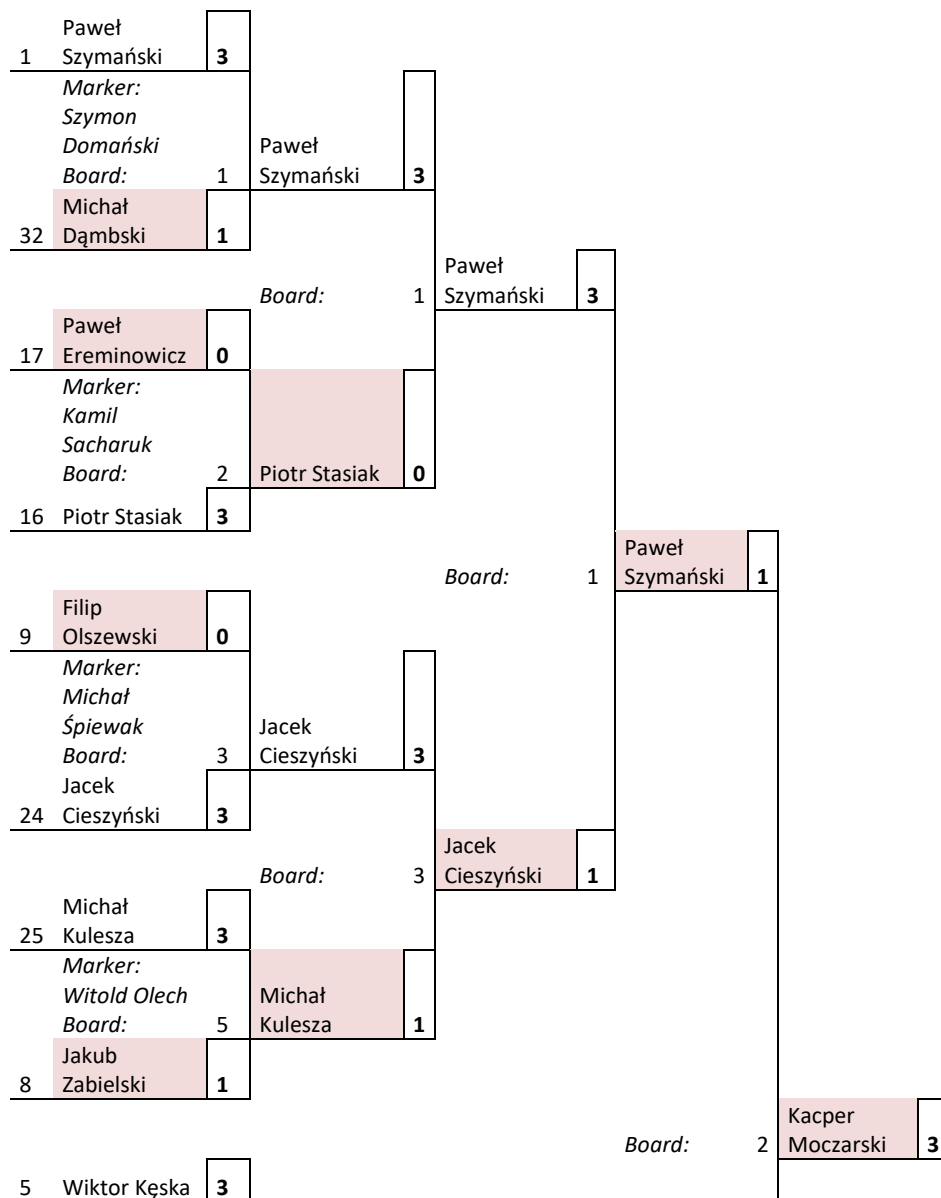 Paweł
1 Szymański 3
Marker:
Szymon
Domański Paweł
Board: 1 Szymański 3
Michał
32 Dąmbski 1
Paweł
Board: 1 Szymański 3
Paweł
17 Ereminowicz 0
Marker:
Kamil
Sacharuk
Board: 2 Piotr Stasiak 0
16 Piotr Stasiak 3
Paweł
Board: 1 Szymański 1
Filip
9 Olszewski 0
Marker:
Michał
Śpiewak Jacek
Board: 3 Cieszyński 3
Jacek
24 Cieszyński 3
Jacek
Board: 3 Cieszyński 1
Michał
25 Kulesza 3
Marker:
Witold Olech Michał
Board: 5 Kulesza 1
Jakub
8 Zabielski 1
Kacper
Board: 2 Moczarski 3
5 Wiktor Kęska 3